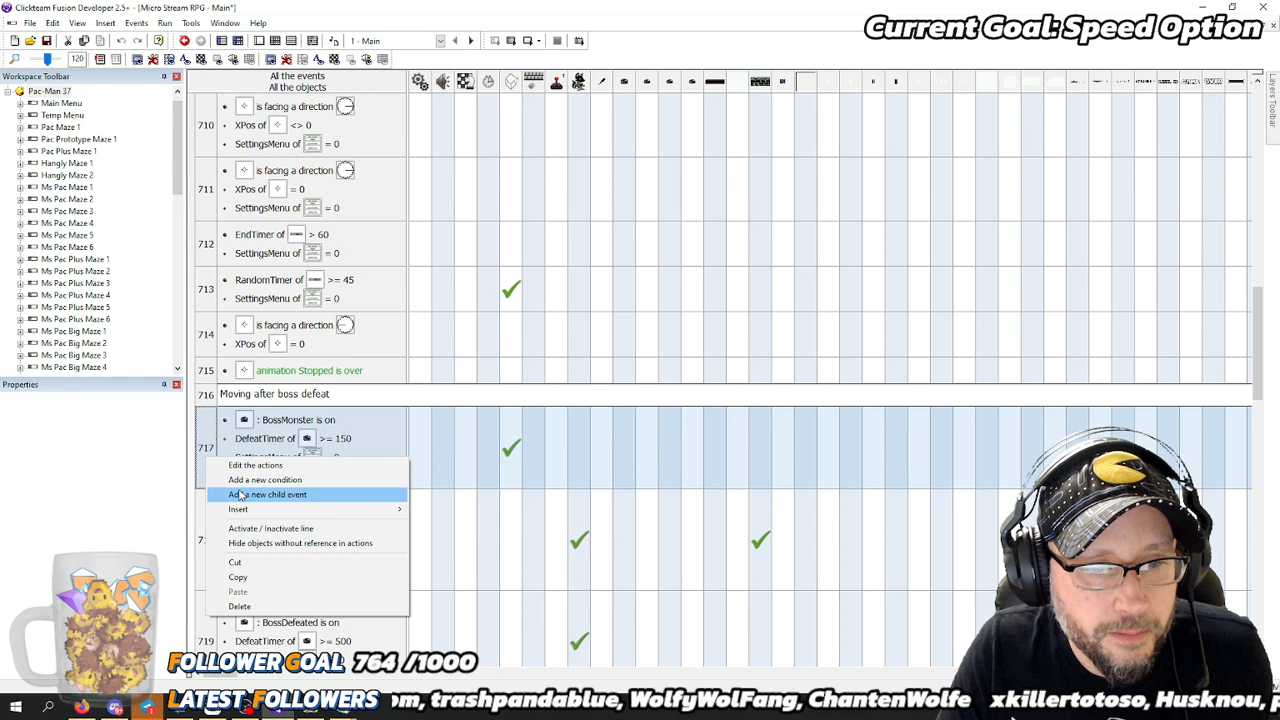 Clickteam Fusion Developer 2.5+ - [Micro Stream RPG - Main*]
File Edit View Insert Events Run Tools Window Help
Current Goal: Speed Option
1 - Main
120
Workspace Toolbar
Pac-Man 37
Main Menu
Temp Menu
Pac Maze 1
Pac Prototype Maze 1
Pac Plus Maze 1
Hangly Maze 1
Hangly Maze 2
Ms Pac Maze 1
Ms Pac Maze 2
Ms Pac Maze 3
Ms Pac Maze 4
Ms Pac Maze 5
Ms Pac Maze 6
Ms Pac Plus Maze 1
Ms Pac Plus Maze 2
Ms Pac Plus Maze 3
Ms Pac Plus Maze 4
Ms Pac Plus Maze 5
Ms Pac Plus Maze 6
Ms Pac Big Maze 1
Ms Pac Big Maze 2
Ms Pac Big Maze 3
Ms Pac Big Maze 4
Properties
All the events
All the objects
Layers Toolbar
710
is facing a direction
XPos of <> 0
SettingsMenu of = 0
711
is facing a direction
XPos of = 0
SettingsMenu of = 0
712
EndTimer of > 60
SettingsMenu of = 0
713
RandomTimer of >= 45
SettingsMenu of = 0
714
is facing a direction
XPos of = 0
715
animation Stopped is over
716
Moving after boss defeat
717
: BossMonster is on
DefeatTimer of >= 150
Edit the actions
Add a new condition
Add a new child event
Insert
Activate / Inactivate line
Hide objects without reference in actions
Cut
Copy
Paste
Delete
719
: BossDefeated is on
DefeatTimer of >= 500
Follower Goal 764 /1000
Latest Followers om, trashpandablue, WolfyWolFang, ChantenWolfe xkillertotoso, Husknou,